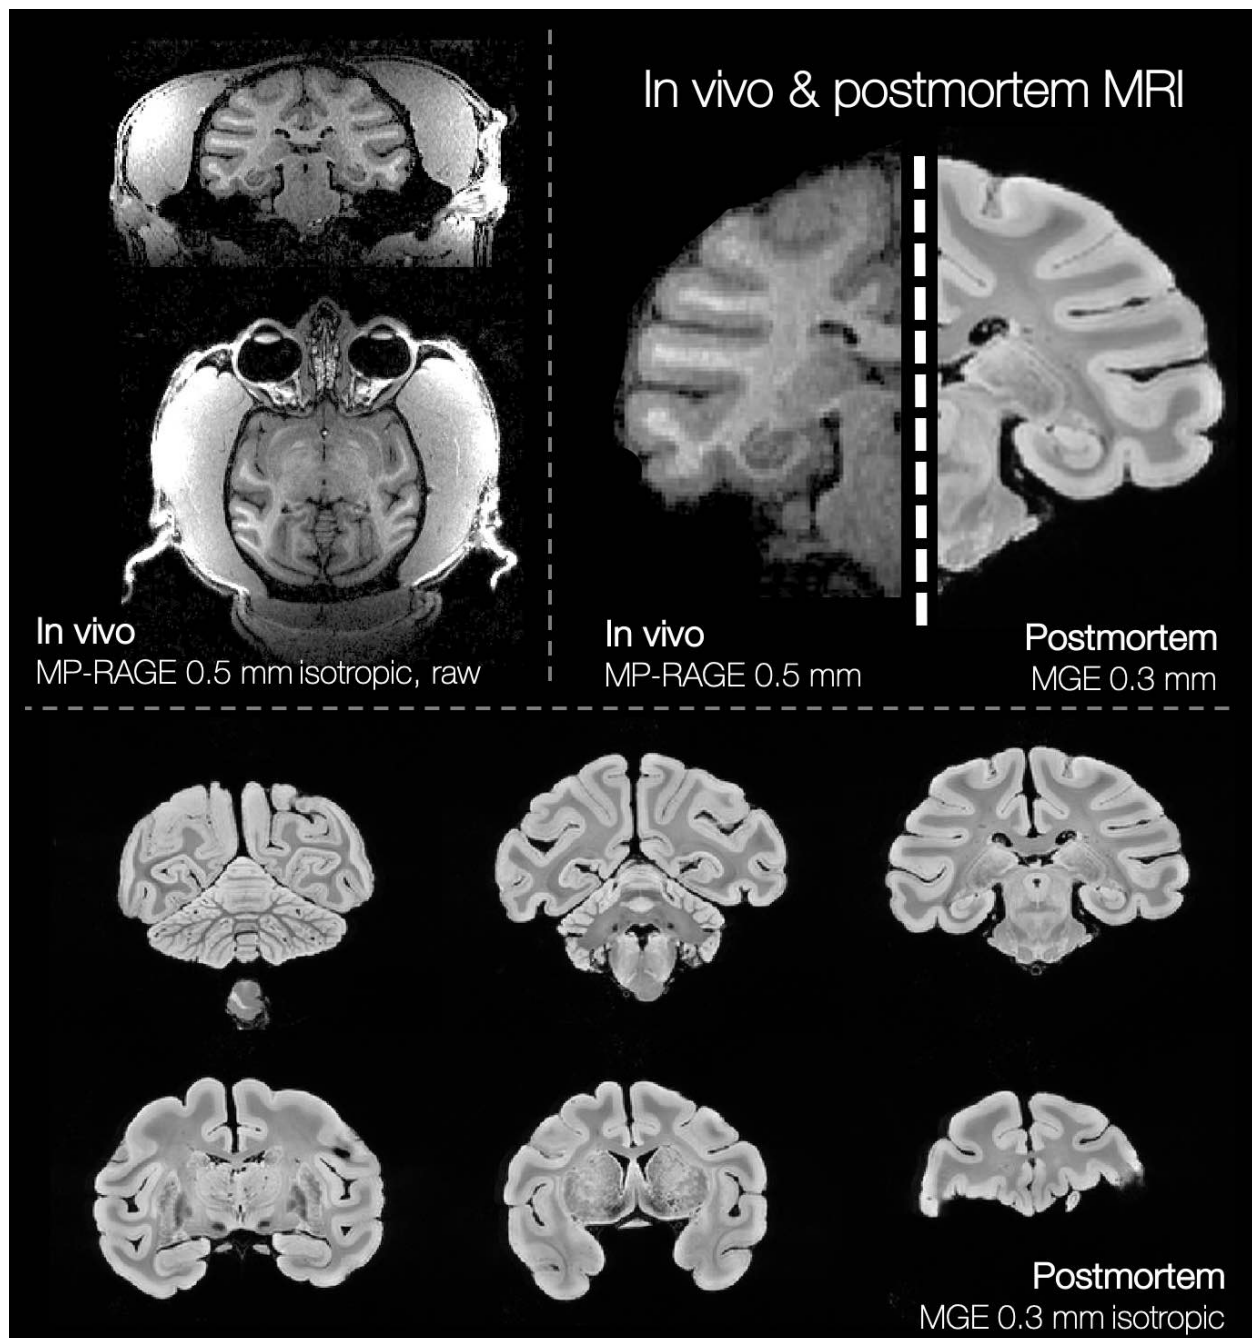 In vivo & postmortem MRI
In vivo
MP-RAGE 0.5 mm isotropic, raw
In vivo
MP-RAGE 0.5 mm
Postmortem
MGE 0.3 mm
Postmortem
MGE 0.3 mm isotropic